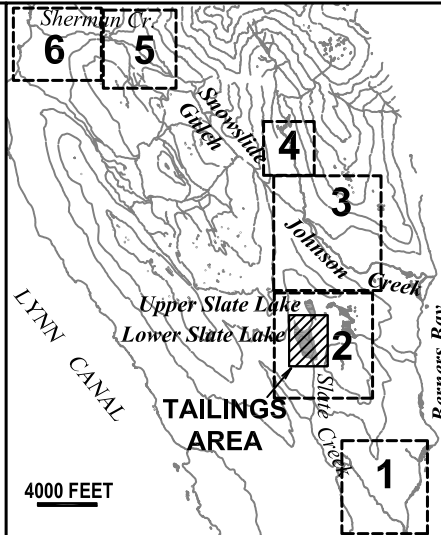 Sherman Cr.
6
5
Snowslide
Gulch
4
3
Johnson Creek
Upper Slate Lake
Lower Slate Lake
2
LYNN CANAL
Berners Bay
TAILINGS
AREA
Slate Creek
1
4000 FEET